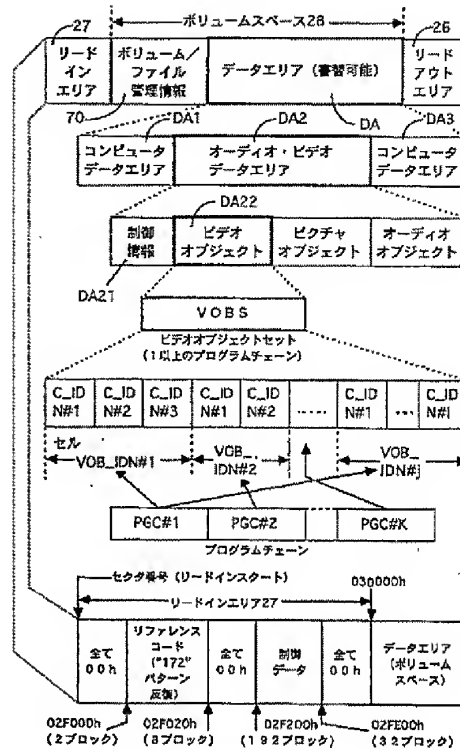 27
ボリュームスペース28
26
リード
イン
エリア
ボリューム／
ファイル
管理情報
データエリア（書替可能）
リード
アウト
エリア
70
DA1
DA2
DA
DA3
コンピュータ
データエリア
オーディオ・ビデオ
データエリア
コンピュータ
データエリア
DA22
制御
情報
ビデオ
オブジェクト
ピクチャ
オブジェクト
オーディオ
オブジェクト
DA21
VOBS
ビデオオブジェクトセット
(1以上のプログラムチェーン)
C_ID
N#1
C_ID
N#2
C_ID
N#3
C_ID
N#1
C_ID
N#2
......
C_ID
N#1
...
C_ID
N#i
セル
VOB_IDN#1
VOB_
IDN#2
VOB_
IDN#j
PGC#1
PGC#2
PGC#K
プログラムチェーン
セクタ番号（リードインスタート）
030000h
リードインエリア27
全て
00h
リファレンス
コード
("172"
パターン
反復)
全て
00h
制御
データ
全て
00h
データエリア
(ボリューム
スペース)
02F000h
(2ブロック)
02F020h
(8ブロック)
02F200h
(192ブロック)
02FE00h
(32ブロック)